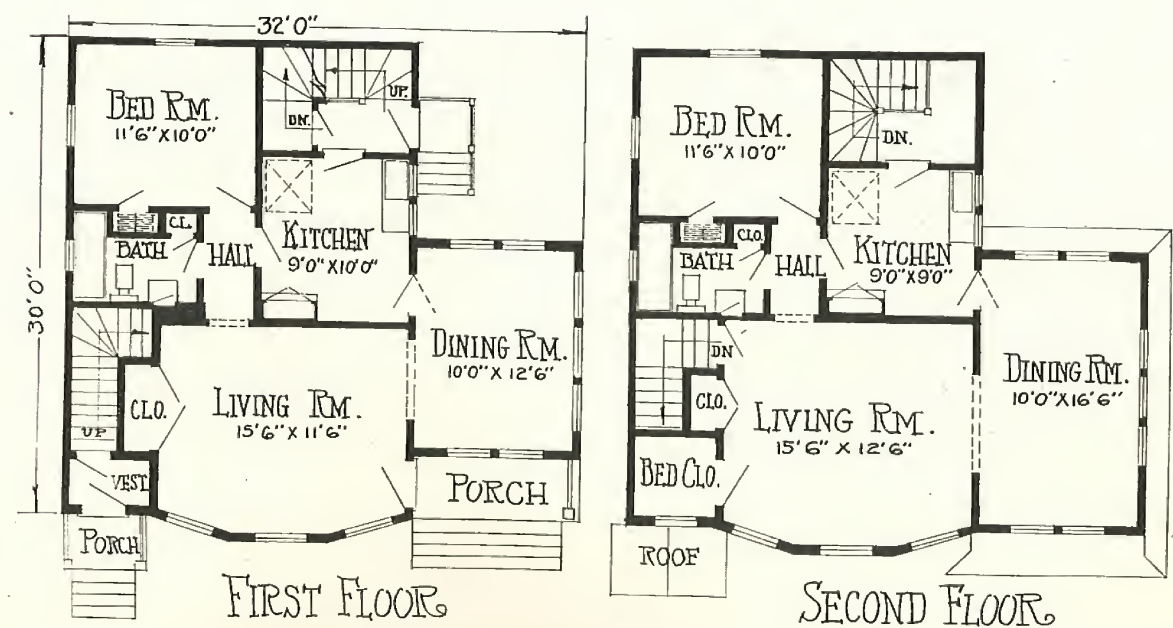 32'0"
30'0"
BED RM.
11'6" X 10'0"
UP.
DN.
CL.
BATH
HALL
KITCHEN
9'0" X 10'0"
DINING RM.
10'0" X 12'6"
CLO.
LIVING RM.
15'6" X 11'6"
UP
VEST.
PORCH
PORCH
FIRST FLOOR
BED RM.
11'6" X 10'0"
DN.
CLO.
BATH
HALL
KITCHEN
9'0" X 9'0"
DINING RM.
10'0" X 16'6"
DN
CLO.
LIVING RM.
15'6" X 12'6"
BED CLO.
ROOF
SECOND FLOOR